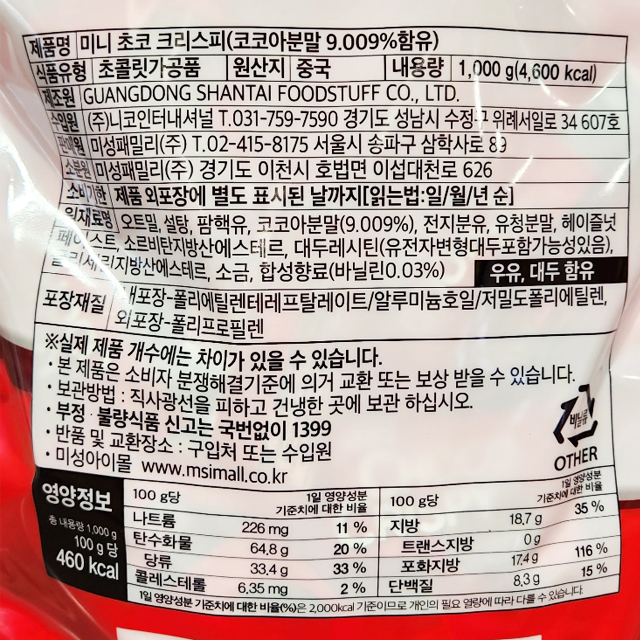 제품명 미니 초코 크리스피(코코아분말 9.009%함유)
식품유형 초콜릿가공품 원산지 중국 내용량 1,000 g(4,600 kcal)
제조원 GUANGDONG SHANTAI FOODSTUFF CO., LTD.
수입원 (주)니코인터내셔널 T.031-759-7590 경기도 성남시 수정구 위례서일로 34 607호
판매원 미성패밀리(주) T.02-415-8175 서울시 송파구 삼학사로
소분원 미성패밀리(주) 경기도 이천시 호법면 이섭대천로 626
소비기한 제품 외포장에 별도 표시된 날까지[읽는법:일/월/년 순]
원재료명 오트밀, 설탕, 팜핵유, 코코아분말(9.009%), 전지분유, 유청분말, 헤이즐넛
페이스트, 소르비탄지방산에스테르, 대두레시틴(유전자변형대두포함가능성있음),
글리세리지방산에스테르, 소금, 합성향료(바닐린0.03%) 우유, 대두 함유
포장재질 내포장-폴리에틸렌테레프탈레이트/알루미늄호일/저밀도폴리에틸렌,
외포장-폴리프로필렌
※실제 제품 개수에는 차이가 있을 수 있습니다.
· 본 제품은 소비자 분쟁해결기준에 의거 교환 또는 보상 받을 수 있습니다.
· 보관방법 : 직사광선을 피하고 건냉한 곳에 보관 하십시오.
· 부정 · 불량식품 신고는 국번없이 1399
· 반품 및 교환장소 : 구입처 또는 수입원
· 미성아이몰 www.msimall.co.kr
비닐류
OTHER
영양정보
총 내용량 1,000 g
100 g 당
460 kcal
100 g당 1일 영양성분 기준치에 대한 비율
나트륨 226 mg 11 %
탄수화물 64.8 g 20 %
당류 33.4 g 33 %
콜레스테롤 6.35 mg 2 %
100 g당 1일 영양성분 기준치에 대한 비율
지방 18.7 g 35 %
트랜스지방 0 g
포화지방 17.4 g 116 %
단백질 8.3 g 15 %
1일 영양성분 기준치에 대한 비율(%)은 2,000kcal 기준이므로 개인의 필요 열량에 따라 다를 수 있습니다.